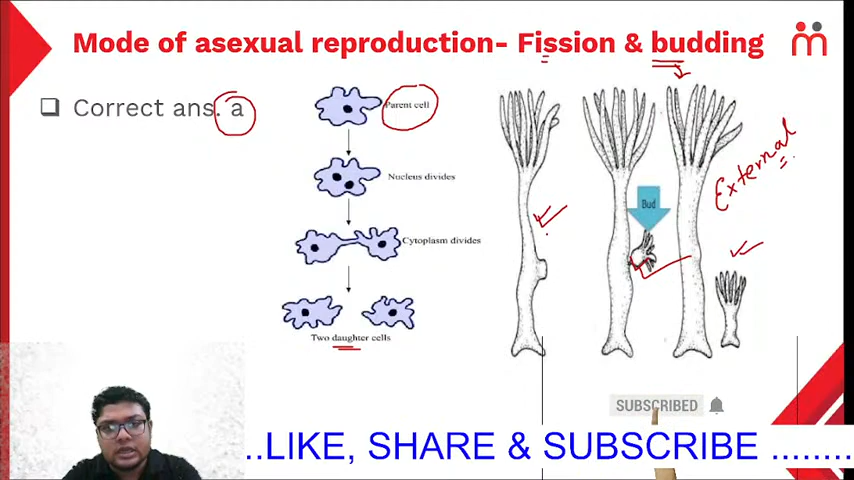 Mode of asexual reproduction- Fission & budding
❑ Correct ans. a
Parent cell
Nucleus divides
Cytoplasm divides
Two daughter cells
Bud
External
SUBSCRIBED
..LIKE, SHARE & SUBSCRIBE ........